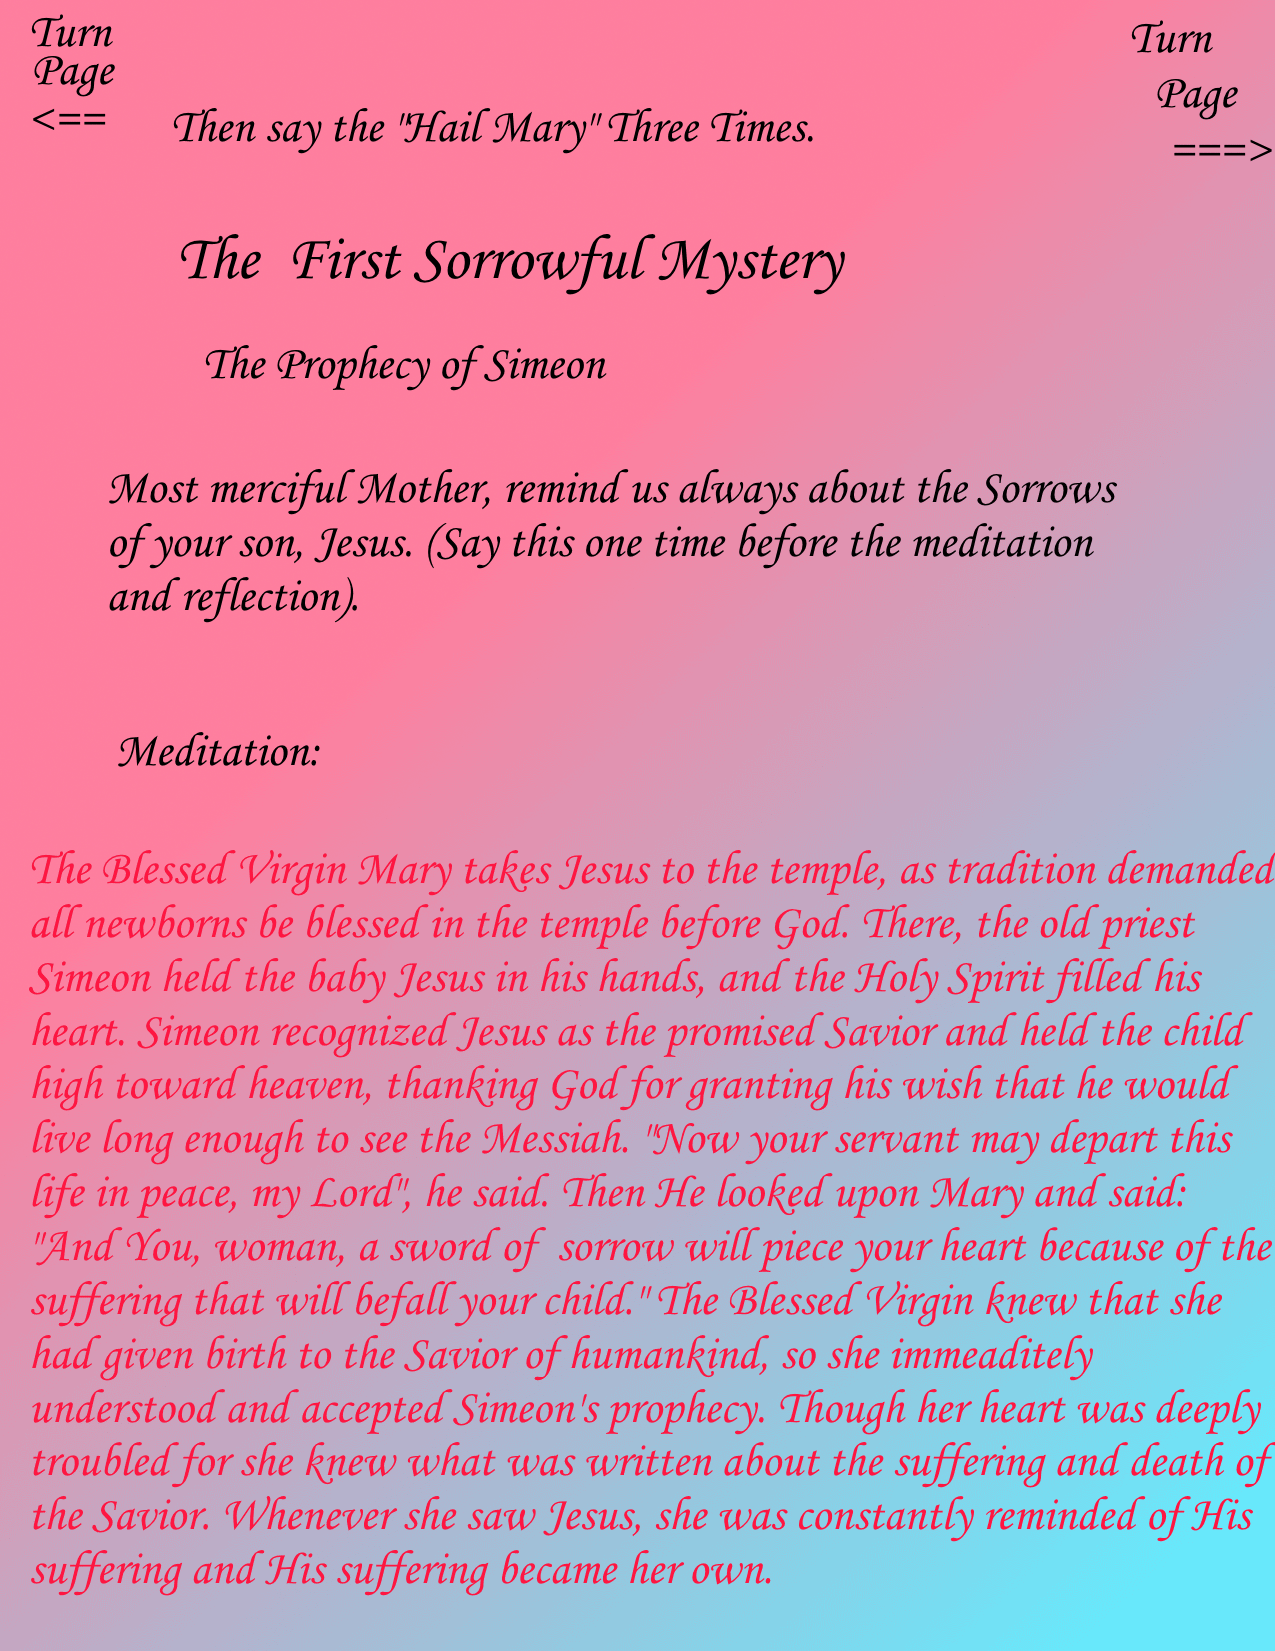 Turn
Page
<==
Turn
Page
===>
Then say the "Hail Mary" Three Times.
The First Sorrowful Mystery
The Prophecy of Simeon
Most merciful Mother, remind us always about the Sorrows
of your son, Jesus. (Say this one time before the meditation
and reflection).
Meditation:
The Blessed Virgin Mary takes Jesus to the temple, as tradition demanded
all newborns be blessed in the temple before God. There, the old priest
Simeon held the baby Jesus in his hands, and the Holy Spirit filled his
heart. Simeon recognized Jesus as the promised Savior and held the child
high toward heaven, thanking God for granting his wish that he would
live long enough to see the Messiah. "Now your servant may depart this
life in peace, my Lord", he said. Then He looked upon Mary and said:
"And You, woman, a sword of sorrow will piece your heart because of the
suffering that will befall your child." The Blessed Virgin knew that she
had given birth to the Savior of humankind, so she immeaditely
understood and accepted Simeon's prophecy. Though her heart was deeply
troubled for she knew what was written about the suffering and death of
the Savior. Whenever she saw Jesus, she was constantly reminded of His
suffering and His suffering became her own.